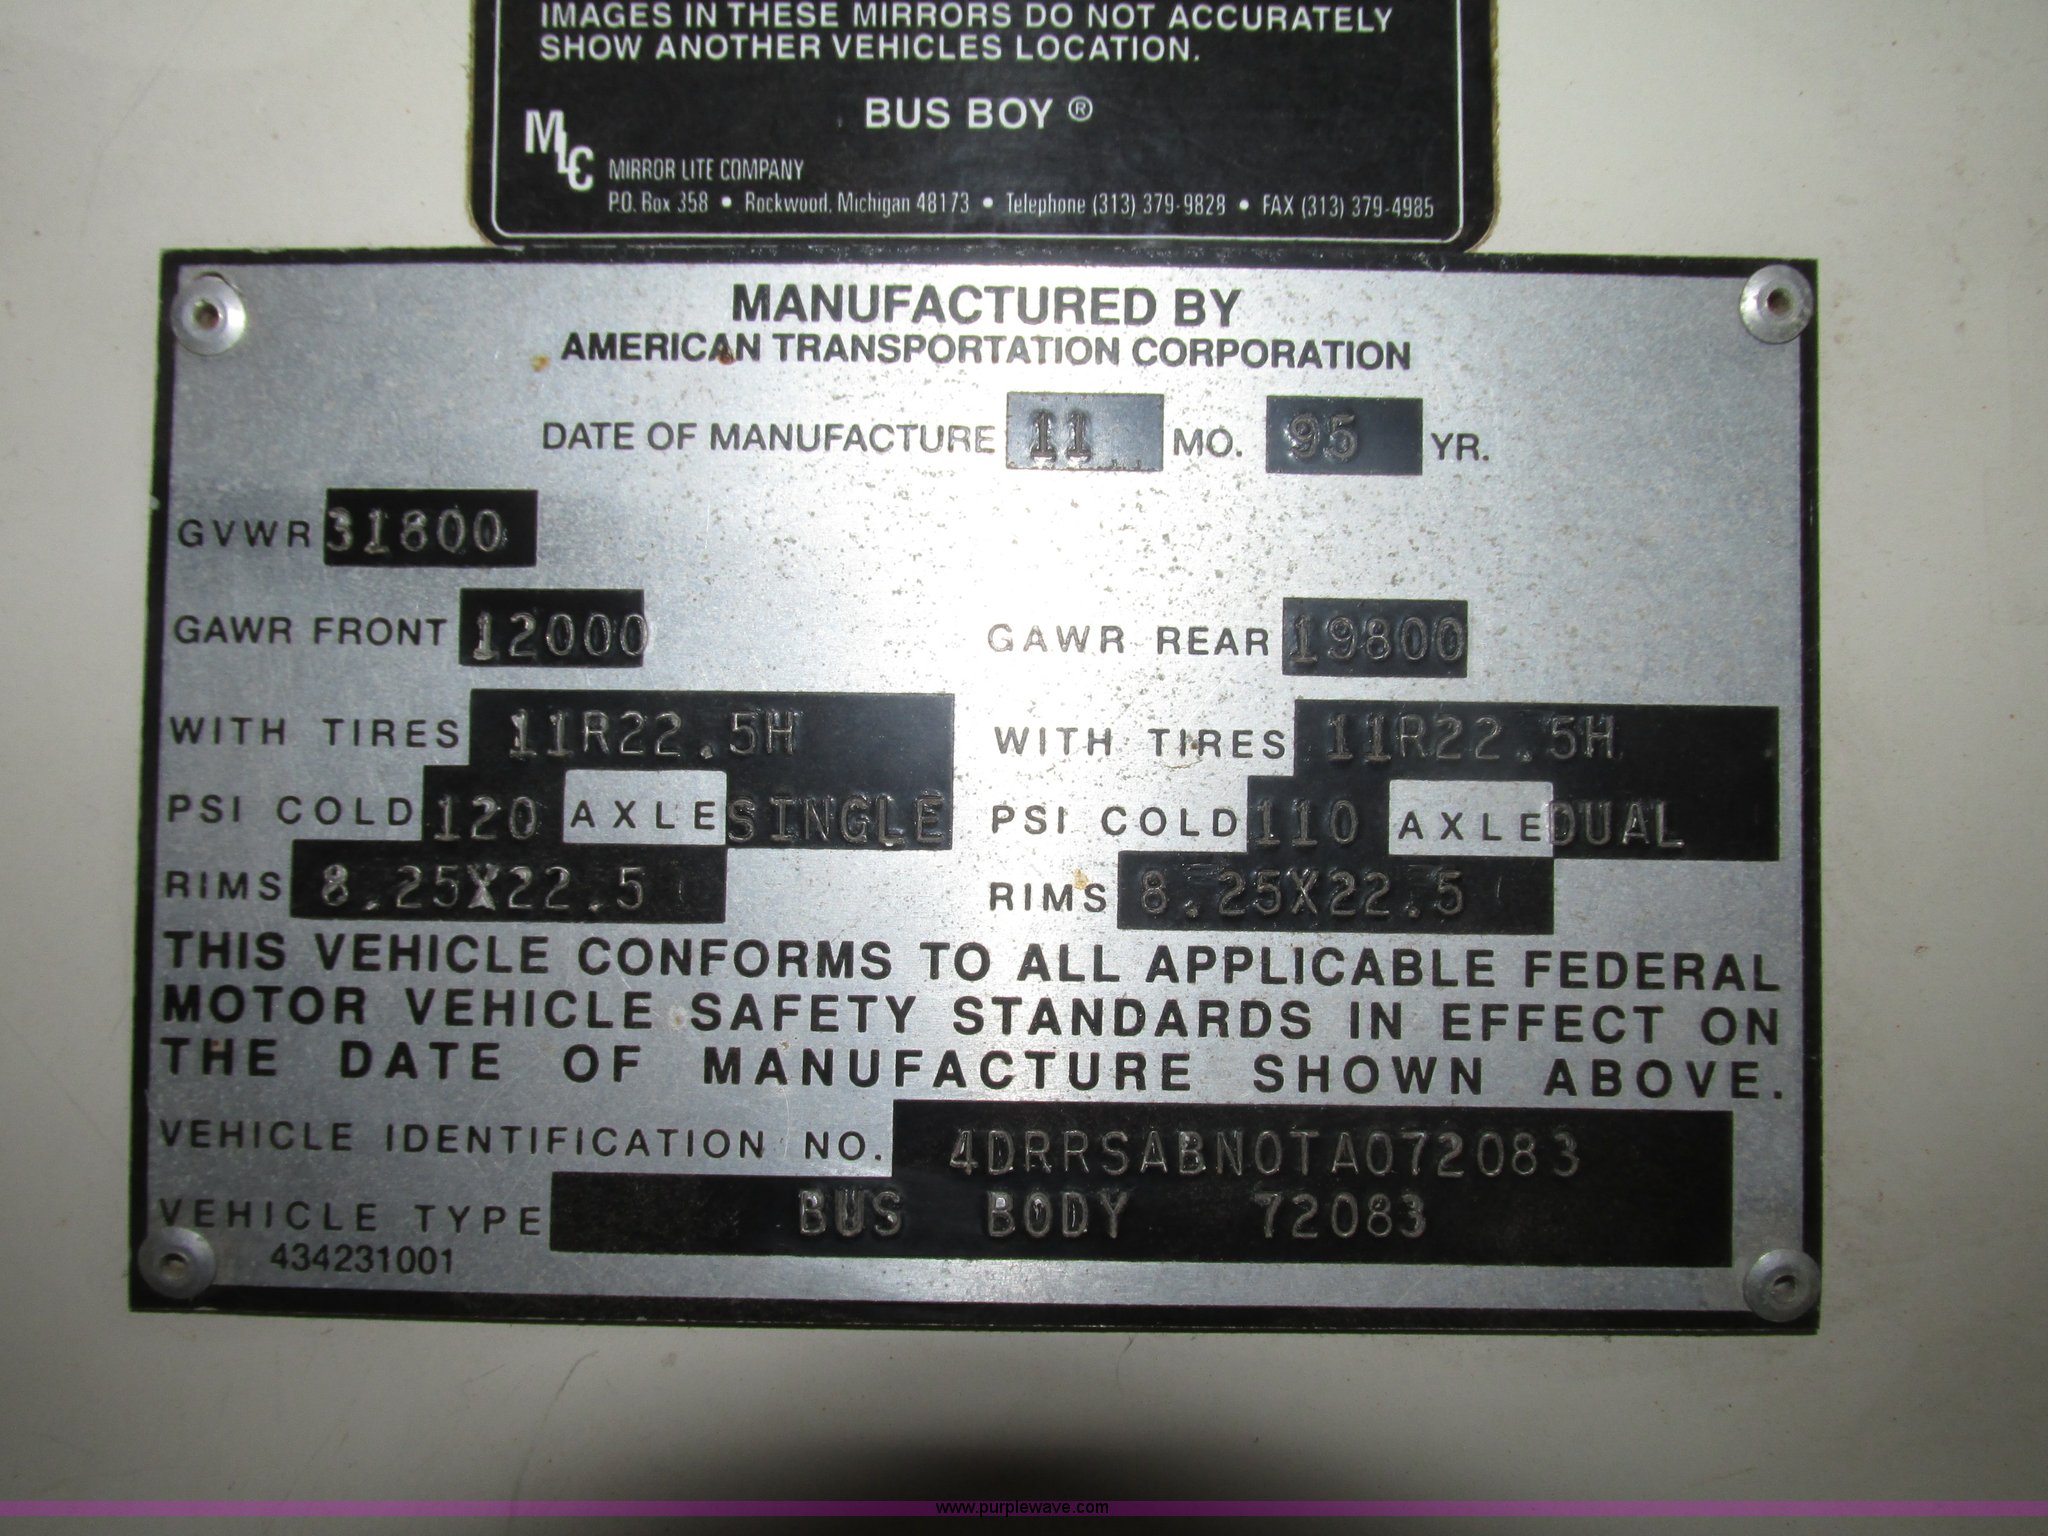 IMAGES IN THESE MIRRORS DO NOT ACCURATELY
SHOW ANOTHER VEHICLES LOCATION.
BUS BOY ®
MLC MIRROR LITE COMPANY
P.O. Box 358 • Rockwood, Michigan 48173 • Telephone (313) 379-9828 • FAX (313) 379-4985
MANUFACTURED BY
AMERICAN TRANSPORTATION CORPORATION
DATE OF MANUFACTURE 11 MO. 95 YR.
GVWR 31800
GAWR FRONT 12000 GAWR REAR 19800
WITH TIRES 11R22.5H WITH TIRES 11R22.5H
PSI COLD 120 AXLE SINGLE PSI COLD 110 AXLE DUAL
RIMS 8.25X22.5 RIMS 8.25X22.5
THIS VEHICLE CONFORMS TO ALL APPLICABLE FEDERAL
MOTOR VEHICLE SAFETY STANDARDS IN EFFECT ON
THE DATE OF MANUFACTURE SHOWN ABOVE.
VEHICLE IDENTIFICATION NO. 4DRRSABN0TA072083
VEHICLE TYPE BUS BODY 72083
434231001
www.purplewave.com